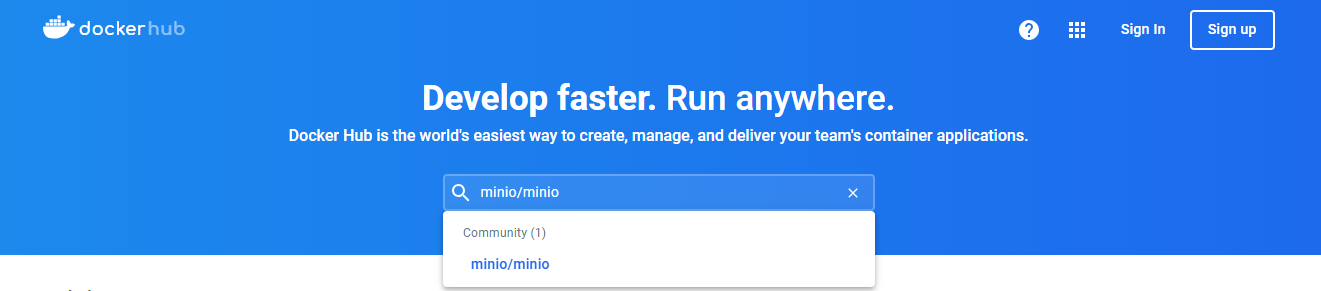 dockerhub
Sign In
Sign up
Develop faster. Run anywhere.
Docker Hub is the world's easiest way to create, manage, and deliver your team's container applications.
minio/minio
Community (1)
minio/minio